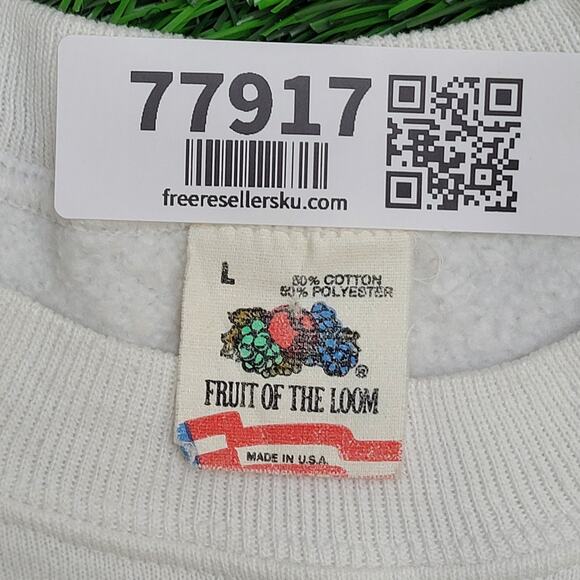 77917
freeresellersku.com
L
50% COTTON
50% POLYESTER
®
FRUIT OF THE LOOM
MADE IN U.S.A.